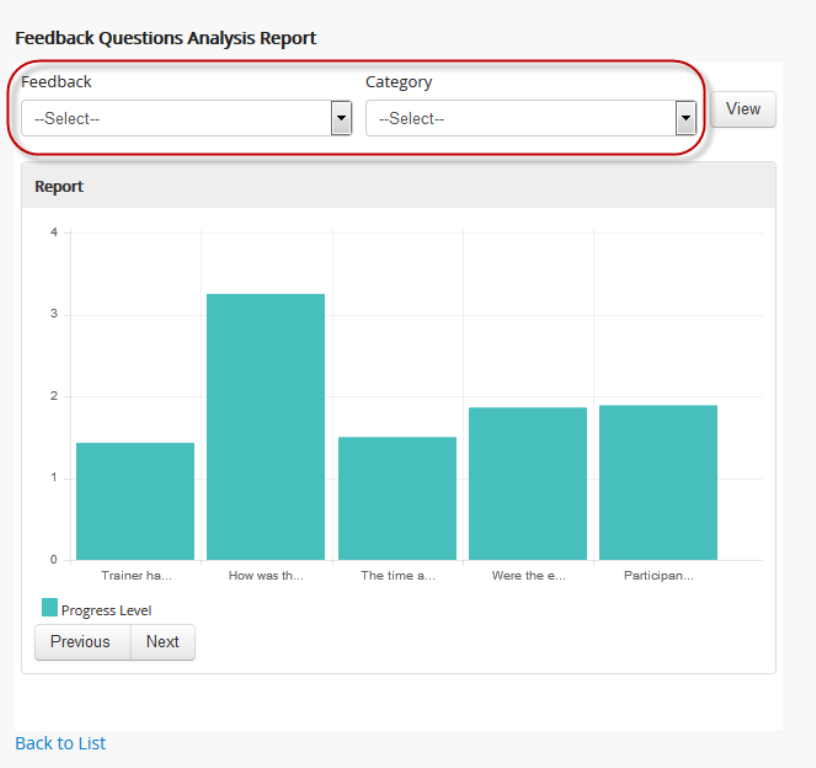 Feedback Questions Analysis Report
Feedback Category
--Select-- --Select-- View
Report
4
3
2
1
0
Trainer ha... How was th... The time a... Were the e... Participan...
Progress Level
Previous Next
Back to List